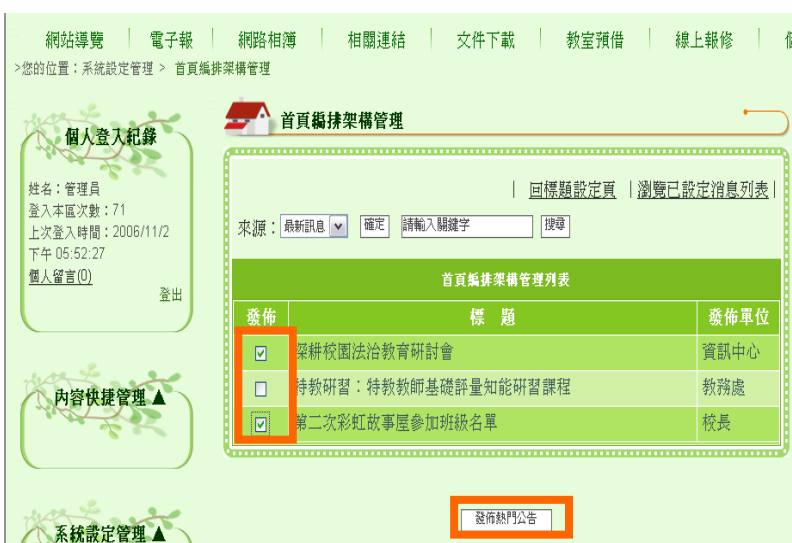 網站導覽 電子報 網路相簿 相關連結 文件下載 教室預借 線上報修
>您的位置：系統設定管理 > 首頁編排架構管理
個人登入紀錄
姓名：管理員
登入本區次數：71
上次登入時間：2006/11/2
下午 05:52:27
個人留言(0)
登出
內容快捷管理▲
系統設定管理▲
首頁編排架構管理
| 回標題設定頁 | 瀏覽已設定消息列表 |
來源： 最新訊息 確定 請輸入關鍵字 搜尋
首頁編排架構管理列表
發佈 標 題 發佈單位
深耕校園法治教育研討會 資訊中心
特教研習：特教教師基礎評量知能研習課程 教務處
第二次彩虹故事屋參加班級名單 校長
發佈熱門公告